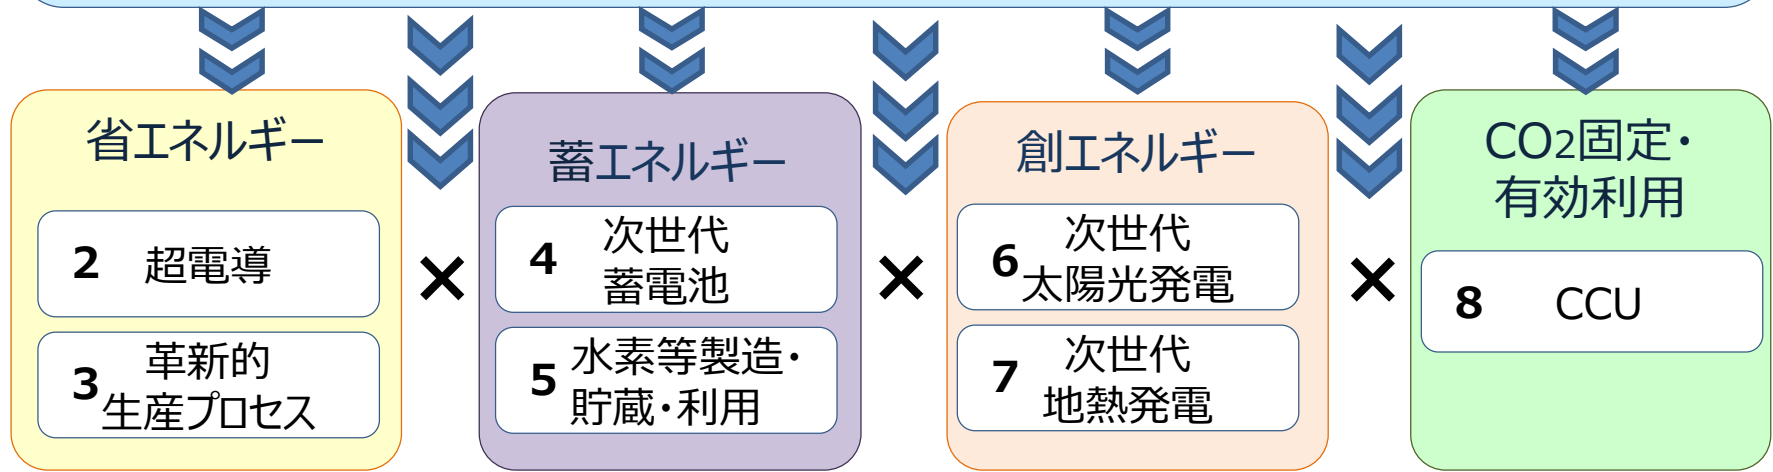 省エネルギー
2 超電導
3 革新的
生産プロセス
×
蓄エネルギー
4 次世代
蓄電池
5 水素等製造・
貯蔵・利用
×
創エネルギー
6 次世代
太陽光発電
7 次世代
地熱発電
×
CO2固定・
有効利用
8 CCU